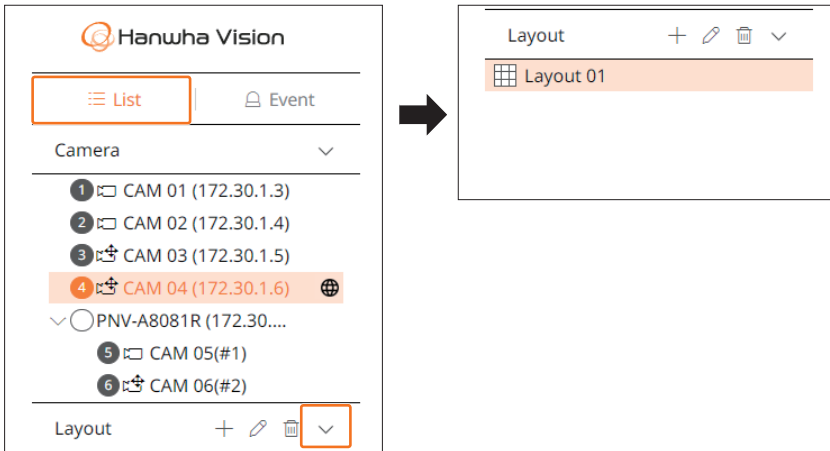 Hanwha Vision
List
Event
Camera
1 CAM 01 (172.30.1.3)
2 CAM 02 (172.30.1.4)
3 CAM 03 (172.30.1.5)
4 CAM 04 (172.30.1.6)
PNV-A8081R (172.30....
5 CAM 05(#1)
6 CAM 06(#2)
Layout
Layout
Layout 01